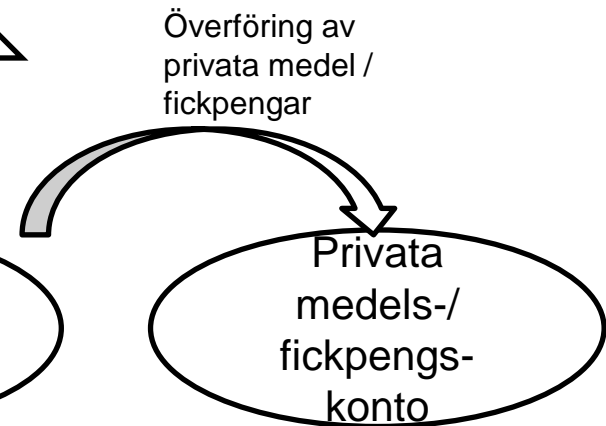 Överföring av
privata medel /
fickpengar
Privata
medels-/
fickpengs-
konto